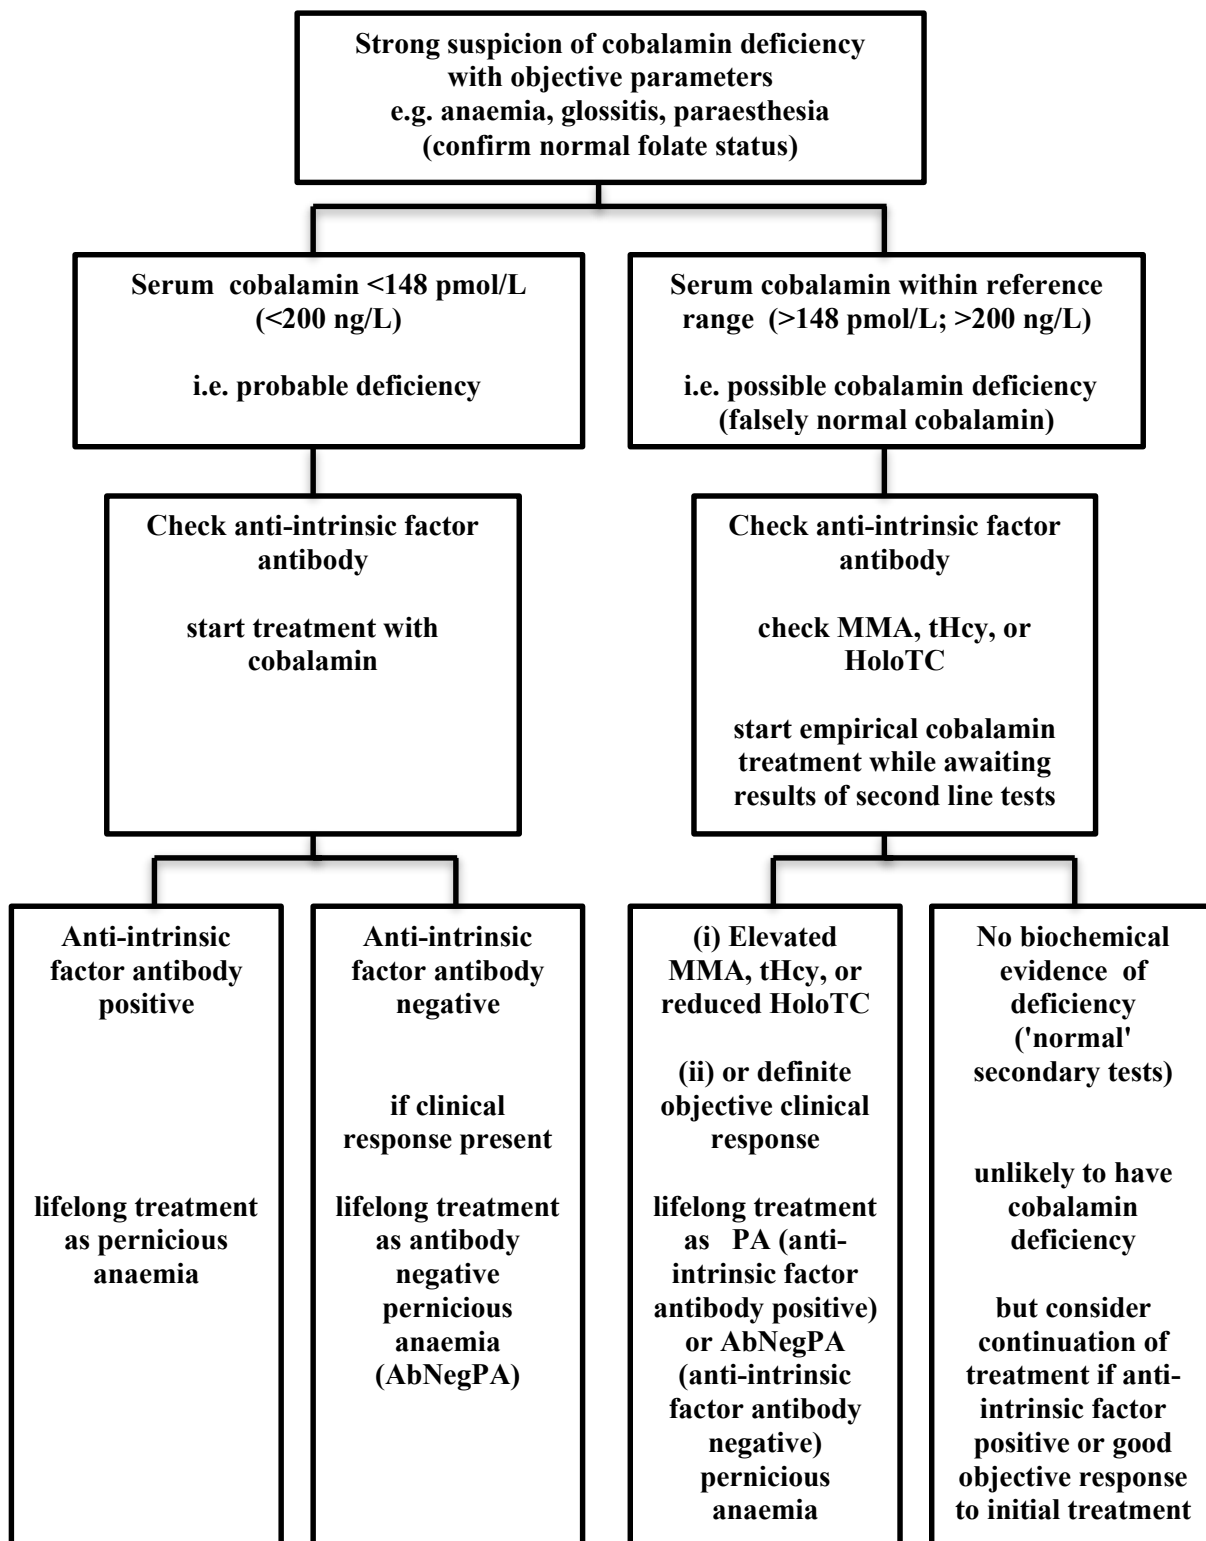 Strong suspicion of cobalamin deficiency
with objective parameters
e.g. anaemia, glossitis, paraesthesia
(confirm normal folate status)
Serum cobalamin <148 pmol/L
(<200 ng/L)
i.e. probable deficiency
Serum cobalamin within reference
range (>148 pmol/L; >200 ng/L)
i.e. possible cobalamin deficiency
(falsely normal cobalamin)
Check anti-intrinsic factor
antibody
start treatment with
cobalamin
Check anti-intrinsic factor
antibody
check MMA, tHcy, or
HoloTC
start empirical cobalamin
treatment while awaiting
results of second line tests
Anti-intrinsic
factor antibody
positive
lifelong treatment
as pernicious
anaemia
Anti-intrinsic
factor antibody
negative
if clinical
response present
lifelong treatment
as antibody
negative
pernicious
anaemia
(AbNegPA)
(i) Elevated
MMA, tHcy, or
reduced HoloTC
(ii) or definite
objective clinical
response
lifelong treatment
as PA (anti-
intrinsic factor
antibody positive)
or AbNegPA
(anti-intrinsic
factor antibody
negative)
pernicious
anaemia
No biochemical
evidence of
deficiency
('normal'
secondary tests)
unlikely to have
cobalamin
deficiency
but consider
continuation of
treatment if anti-
intrinsic factor
positive or good
objective response
to initial treatment